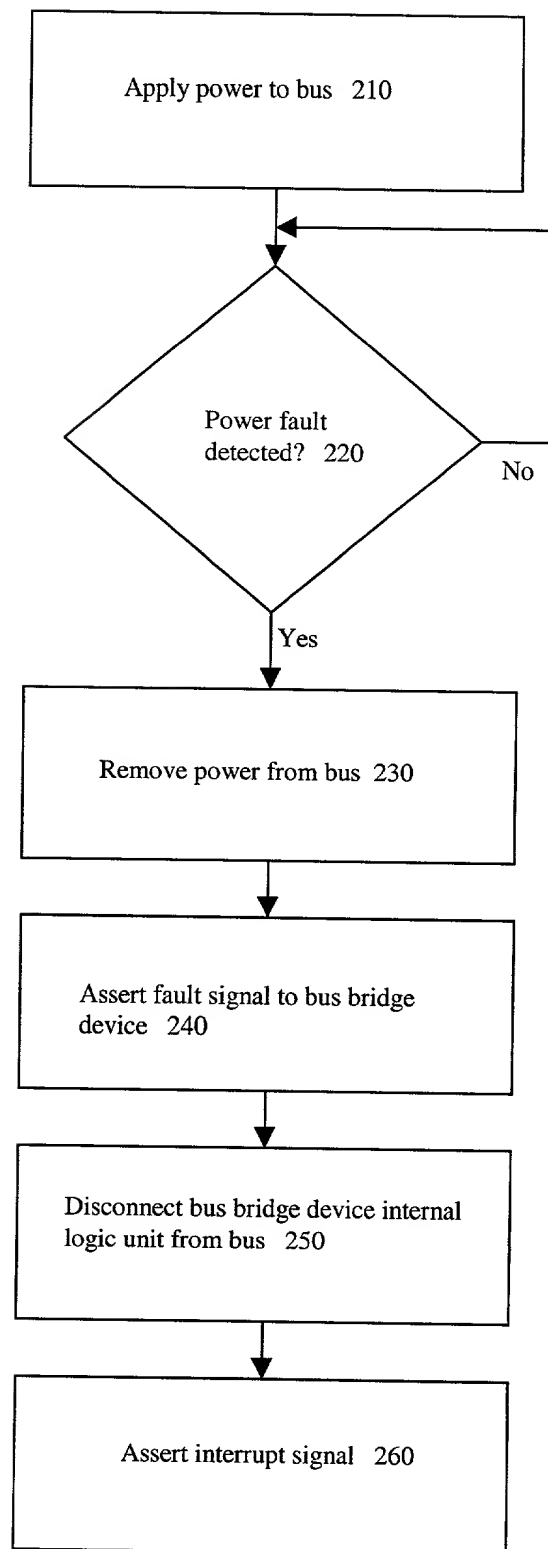 Apply power to bus 210
Power fault
detected? 220
No
Yes
Remove power from bus 230
Assert fault signal to bus bridge
device 240
Disconnect bus bridge device internal
logic unit from bus 250
Assert interrupt signal 260